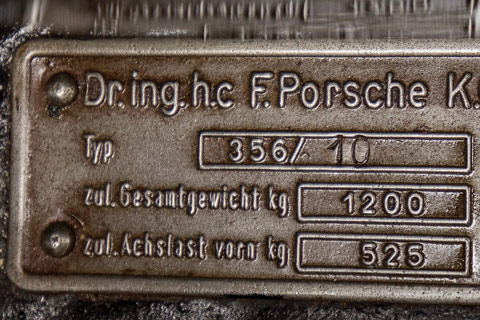 Dr.ing.h.c F.Porsche K.
Typ 356/ 10
zul. Gesamtgewicht kg 1200
zul. Achslast vorn kg 525